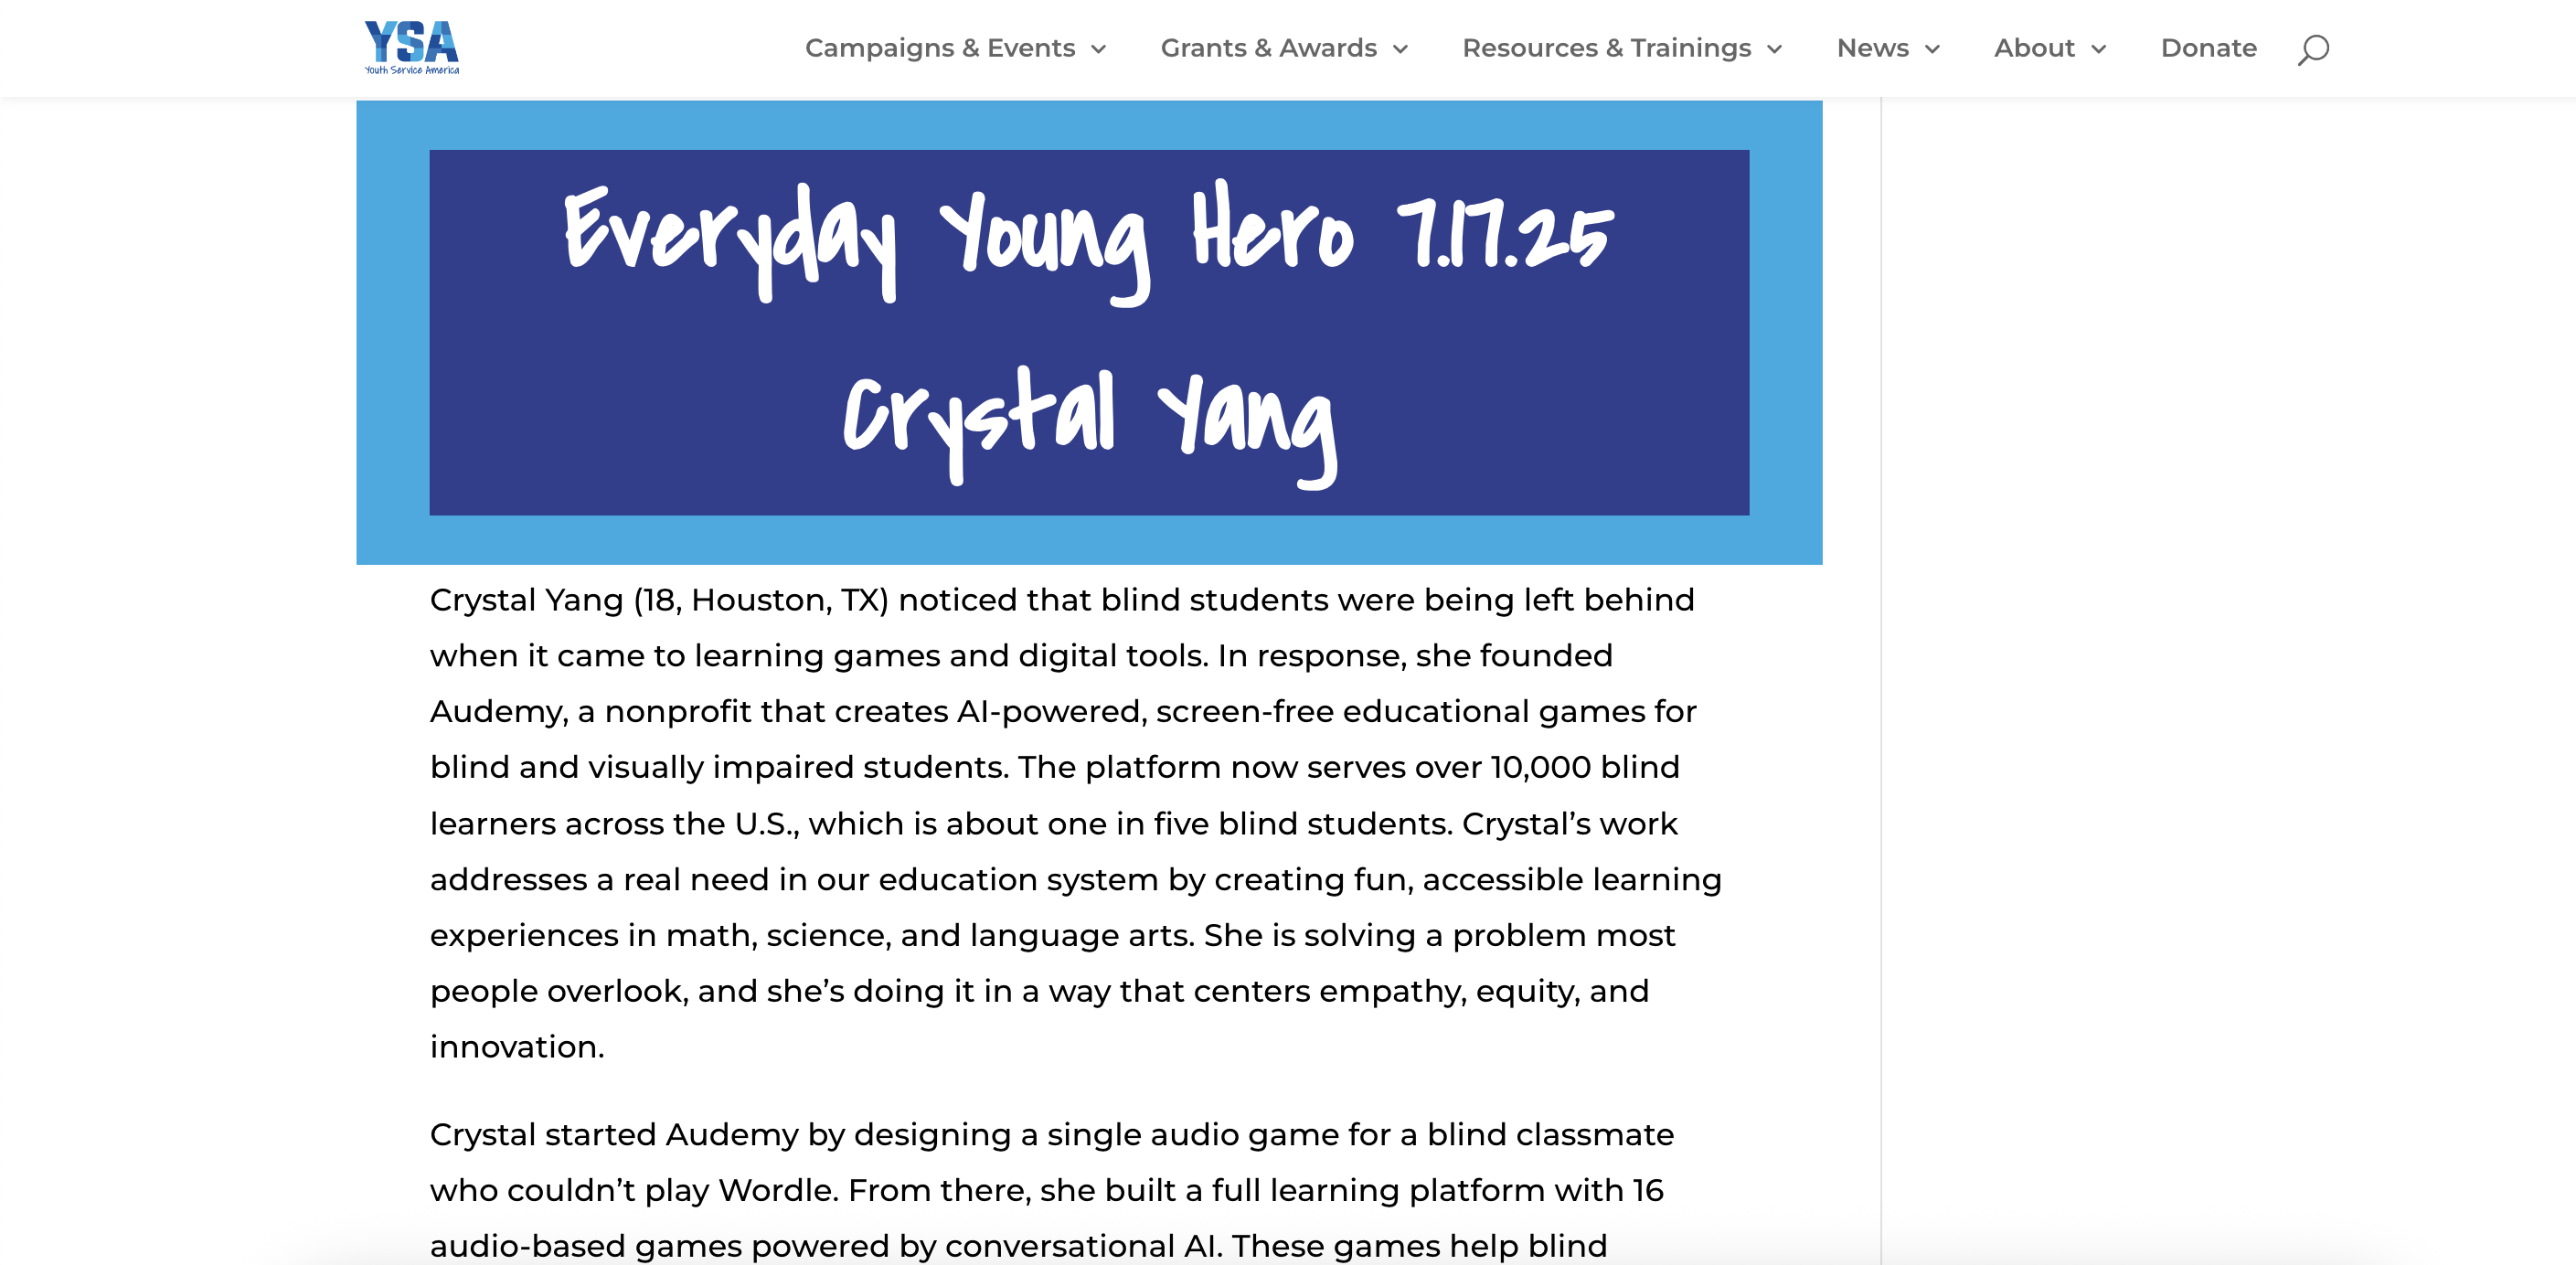 YSA
Youth Service America
Campaigns & Events
Grants & Awards
Resources & Trainings
News
About
Donate
Everyday Young Hero 7.17.25
Crystal Yang
Crystal Yang (18, Houston, TX) noticed that blind students were being left behind
when it came to learning games and digital tools. In response, she founded
Audemy, a nonprofit that creates AI-powered, screen-free educational games for
blind and visually impaired students. The platform now serves over 10,000 blind
learners across the U.S., which is about one in five blind students. Crystal’s work
addresses a real need in our education system by creating fun, accessible learning
experiences in math, science, and language arts. She is solving a problem most
people overlook, and she’s doing it in a way that centers empathy, equity, and
innovation.
Crystal started Audemy by designing a single audio game for a blind classmate
who couldn’t play Wordle. From there, she built a full learning platform with 16
audio-based games powered by conversational AI. These games help blind